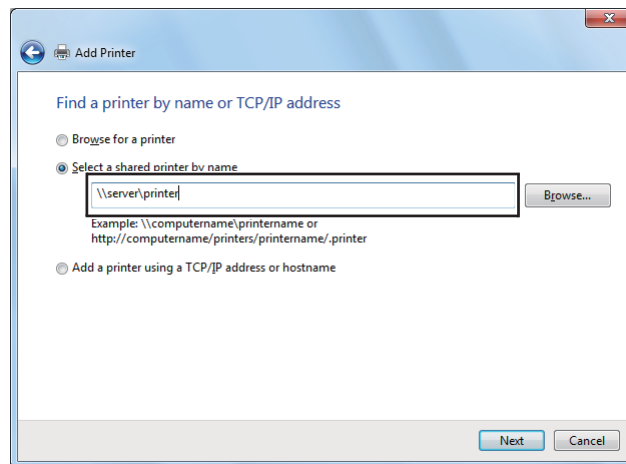 Add Printer
Find a printer by name or TCP/IP address
Browse for a printer
Select a shared printer by name
\\server\printer
Browse...
Example: \\computername\printername or
http://computername/printers/printername/.printer
Add a printer using a TCP/IP address or hostname
Next Cancel